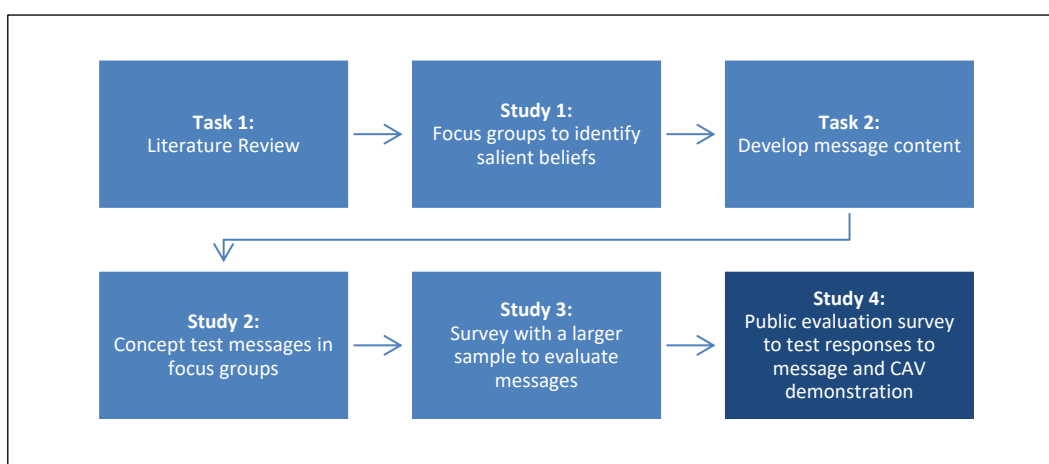 Task 1:
Literature Review
Study 1:
Focus groups to identify
salient beliefs
Task 2:
Develop message content
Study 2:
Concept test messages in
focus groups
Study 3:
Survey with a larger
sample to evaluate
messages
Study 4:
Public evaluation survey
to test responses to
message and CAV
demonstration